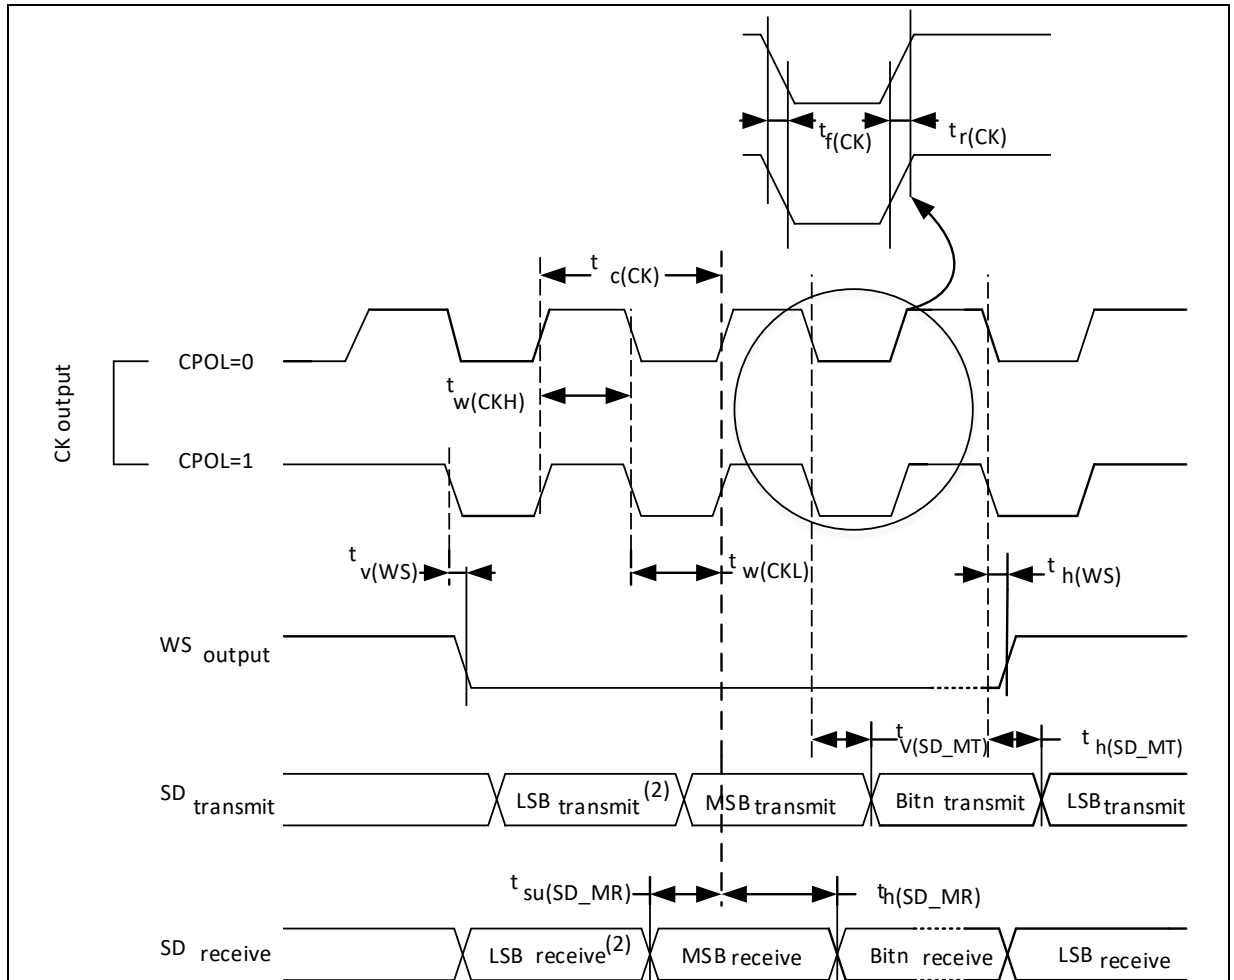 tf(CK)
tr(CK)
tc(CK)
CPOL=0
tw(CKH)
CK output
CPOL=1
tv(WS)
tw(CKL)
th(WS)
WS output
tV(SD_MT)
th(SD_MT)
SD transmit
LSB transmit(2)
MSB transmit
Bitn transmit
LSB transmit
tsu(SD_MR)
th(SD_MR)
SD receive
LSB receive(2)
MSB receive
Bitn receive
LSB receive